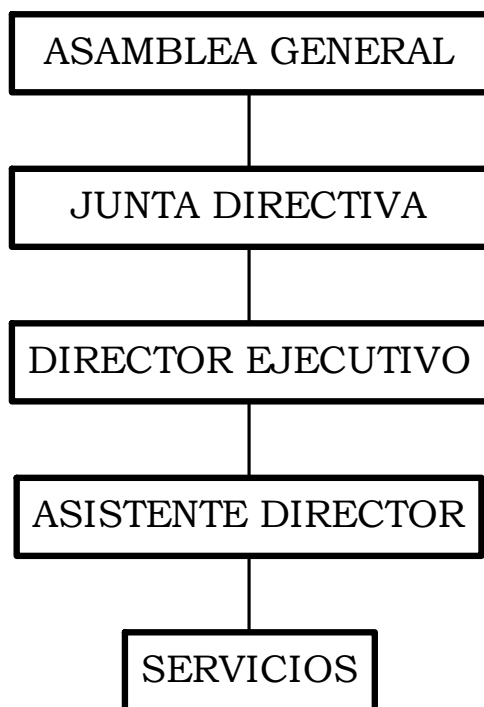 ASAMBLEA GENERAL
JUNTA DIRECTIVA
DIRECTOR EJECUTIVO
ASISTENTE DIRECTOR
SERVICIOS